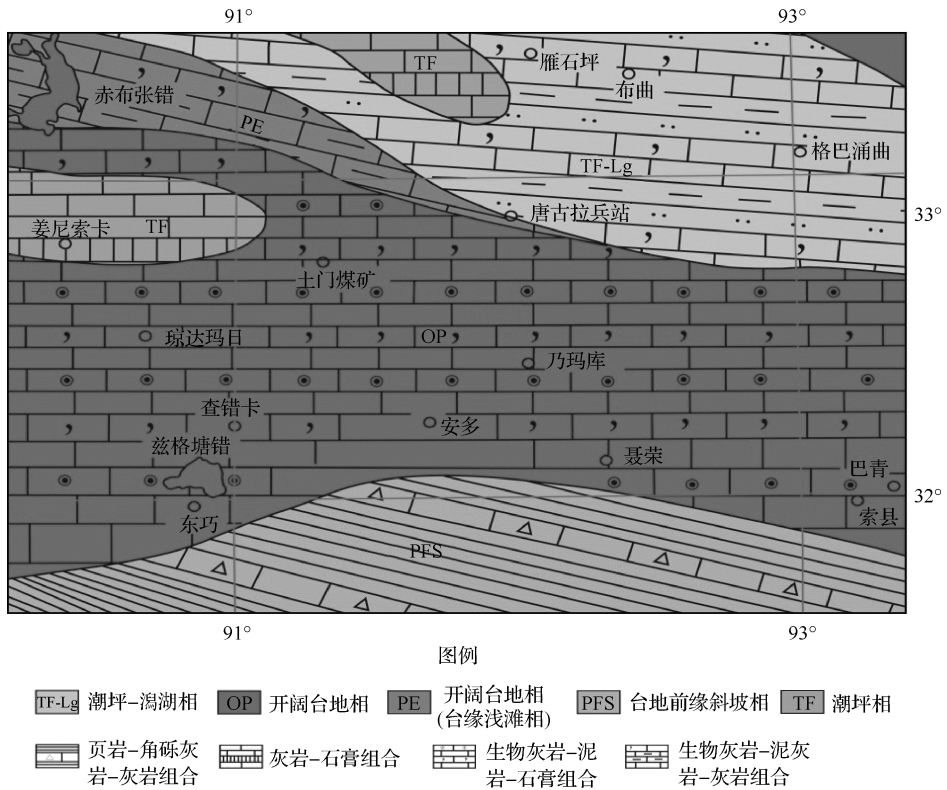 91°
93°
TF
雁石坪
布曲
赤布张错
PE
格巴涌曲
TF-Lg
唐古拉兵站
33°
姜尼索卡
TF
土门煤矿
琼达玛日
OP
乃玛库
查错卡
安多
兹格塘错
聂荣
巴青
32°
索县
东巧
PFS
91°
93°
图例
TF-Lg 潮坪–潟湖相
OP 开阔台地相
PE 开阔台地相
(台缘浅滩相)
PFS 台地前缘斜坡相
TF 潮坪相
页岩–角砾灰
岩–灰岩组合
灰岩–石膏组合
生物灰岩–泥
岩–石膏组合
生物灰岩–泥灰
岩–灰岩组合